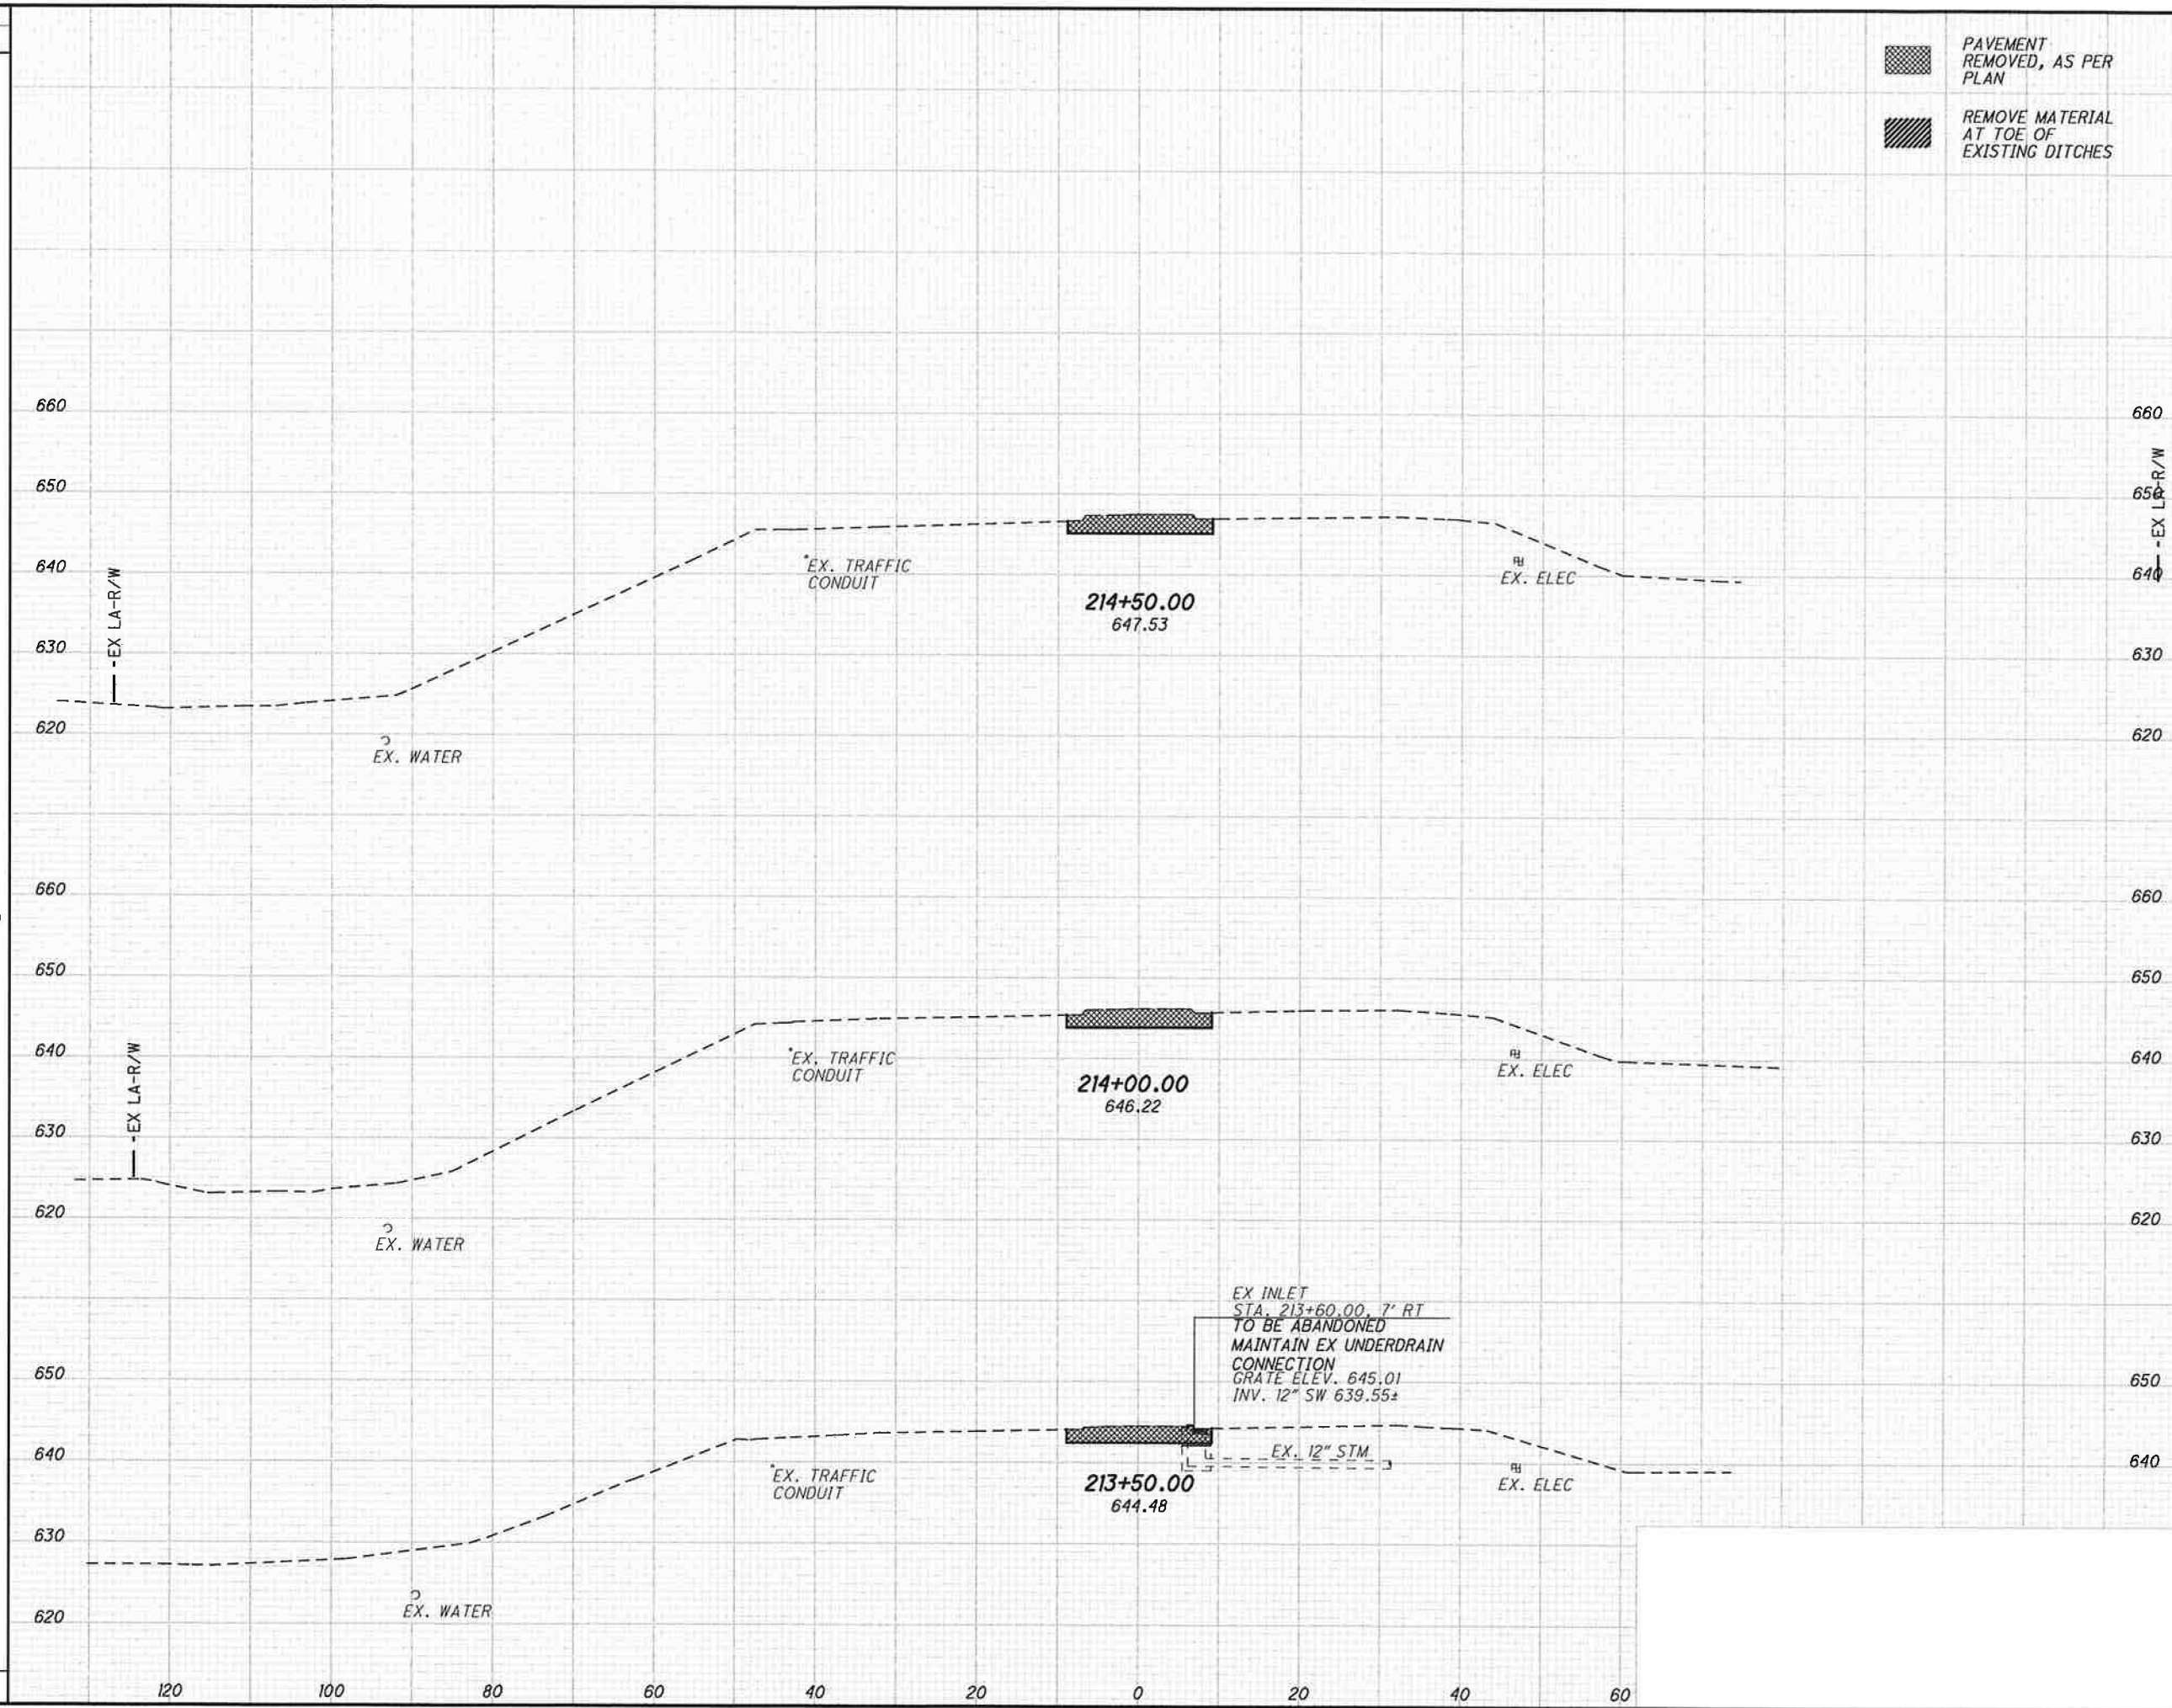 PAVEMENT
REMOVED, AS PER
PLAN
REMOVE MATERIAL
AT TOE OF
EXISTING DITCHES
660
660
650
650
-EX LA-R/W
640
640
-EX LA-R/W
EX. TRAFFIC
CONDUIT
EX. ELEC
214+50.00
647.53
630
630
620
620
EX. WATER
660
660
650
650
640
640
-EX LA-R/W
EX. TRAFFIC
CONDUIT
EX. ELEC
214+00.00
646.22
630
630
620
620
EX. WATER
EX INLET
STA. 213+60.00, 7' RT
TO BE ABANDONED
MAINTAIN EX UNDERDRAIN
CONNECTION
GRATE ELEV. 645.01
INV. 12" SW 639.55±
650
650
640
640
EX. 12" STM
EX. TRAFFIC
CONDUIT
EX. ELEC
213+50.00
644.48
630
EX. WATER
620
120 100 80 60 40 20 0 20 40 60